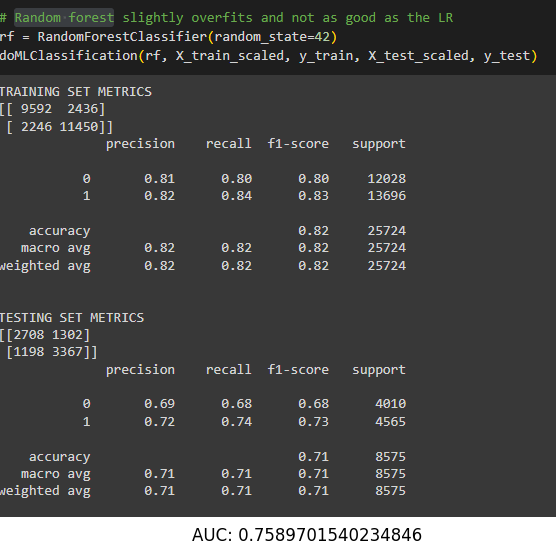 # Random forest slightly overfits and not as good as the LR
rf = RandomForestClassifier(random_state=42)
doMLClassification(rf, X_train_scaled, y_train, X_test_scaled, y_test)
TRAINING SET METRICS
[[ 9592  2436]
 [ 2246 11450]]
              precision    recall  f1-score   support
           0       0.81      0.80      0.80     12028
           1       0.82      0.84      0.83     13696
    accuracy                           0.82     25724
   macro avg       0.82      0.82      0.82     25724
weighted avg       0.82      0.82      0.82     25724
TESTING SET METRICS
[[2708 1302]
 [1198 3367]]
              precision    recall  f1-score   support
           0       0.69      0.68      0.68      4010
           1       0.72      0.74      0.73      4565
    accuracy                           0.71      8575
   macro avg       0.71      0.71      0.71      8575
weighted avg       0.71      0.71      0.71      8575
AUC: 0.7589701540234846